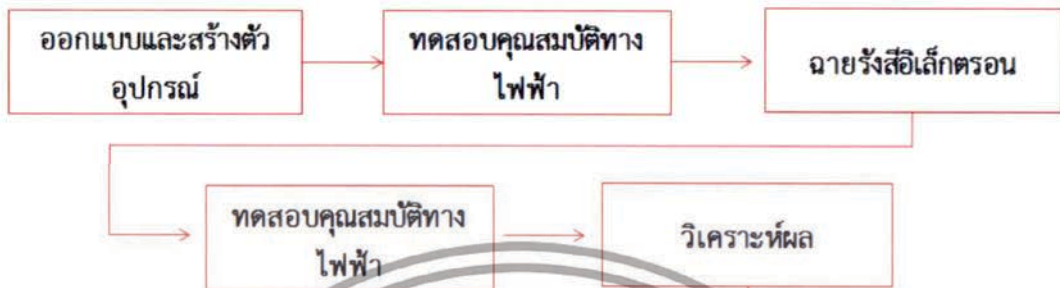 ออกแบบและสร้างตัว
อุปกรณ์
ทดสอบคุณสมบัติทาง
ไฟฟ้า
ฉายรังสีอิเล็กตรอน
ทดสอบคุณสมบัติทาง
ไฟฟ้า
วิเคราะห์ผล